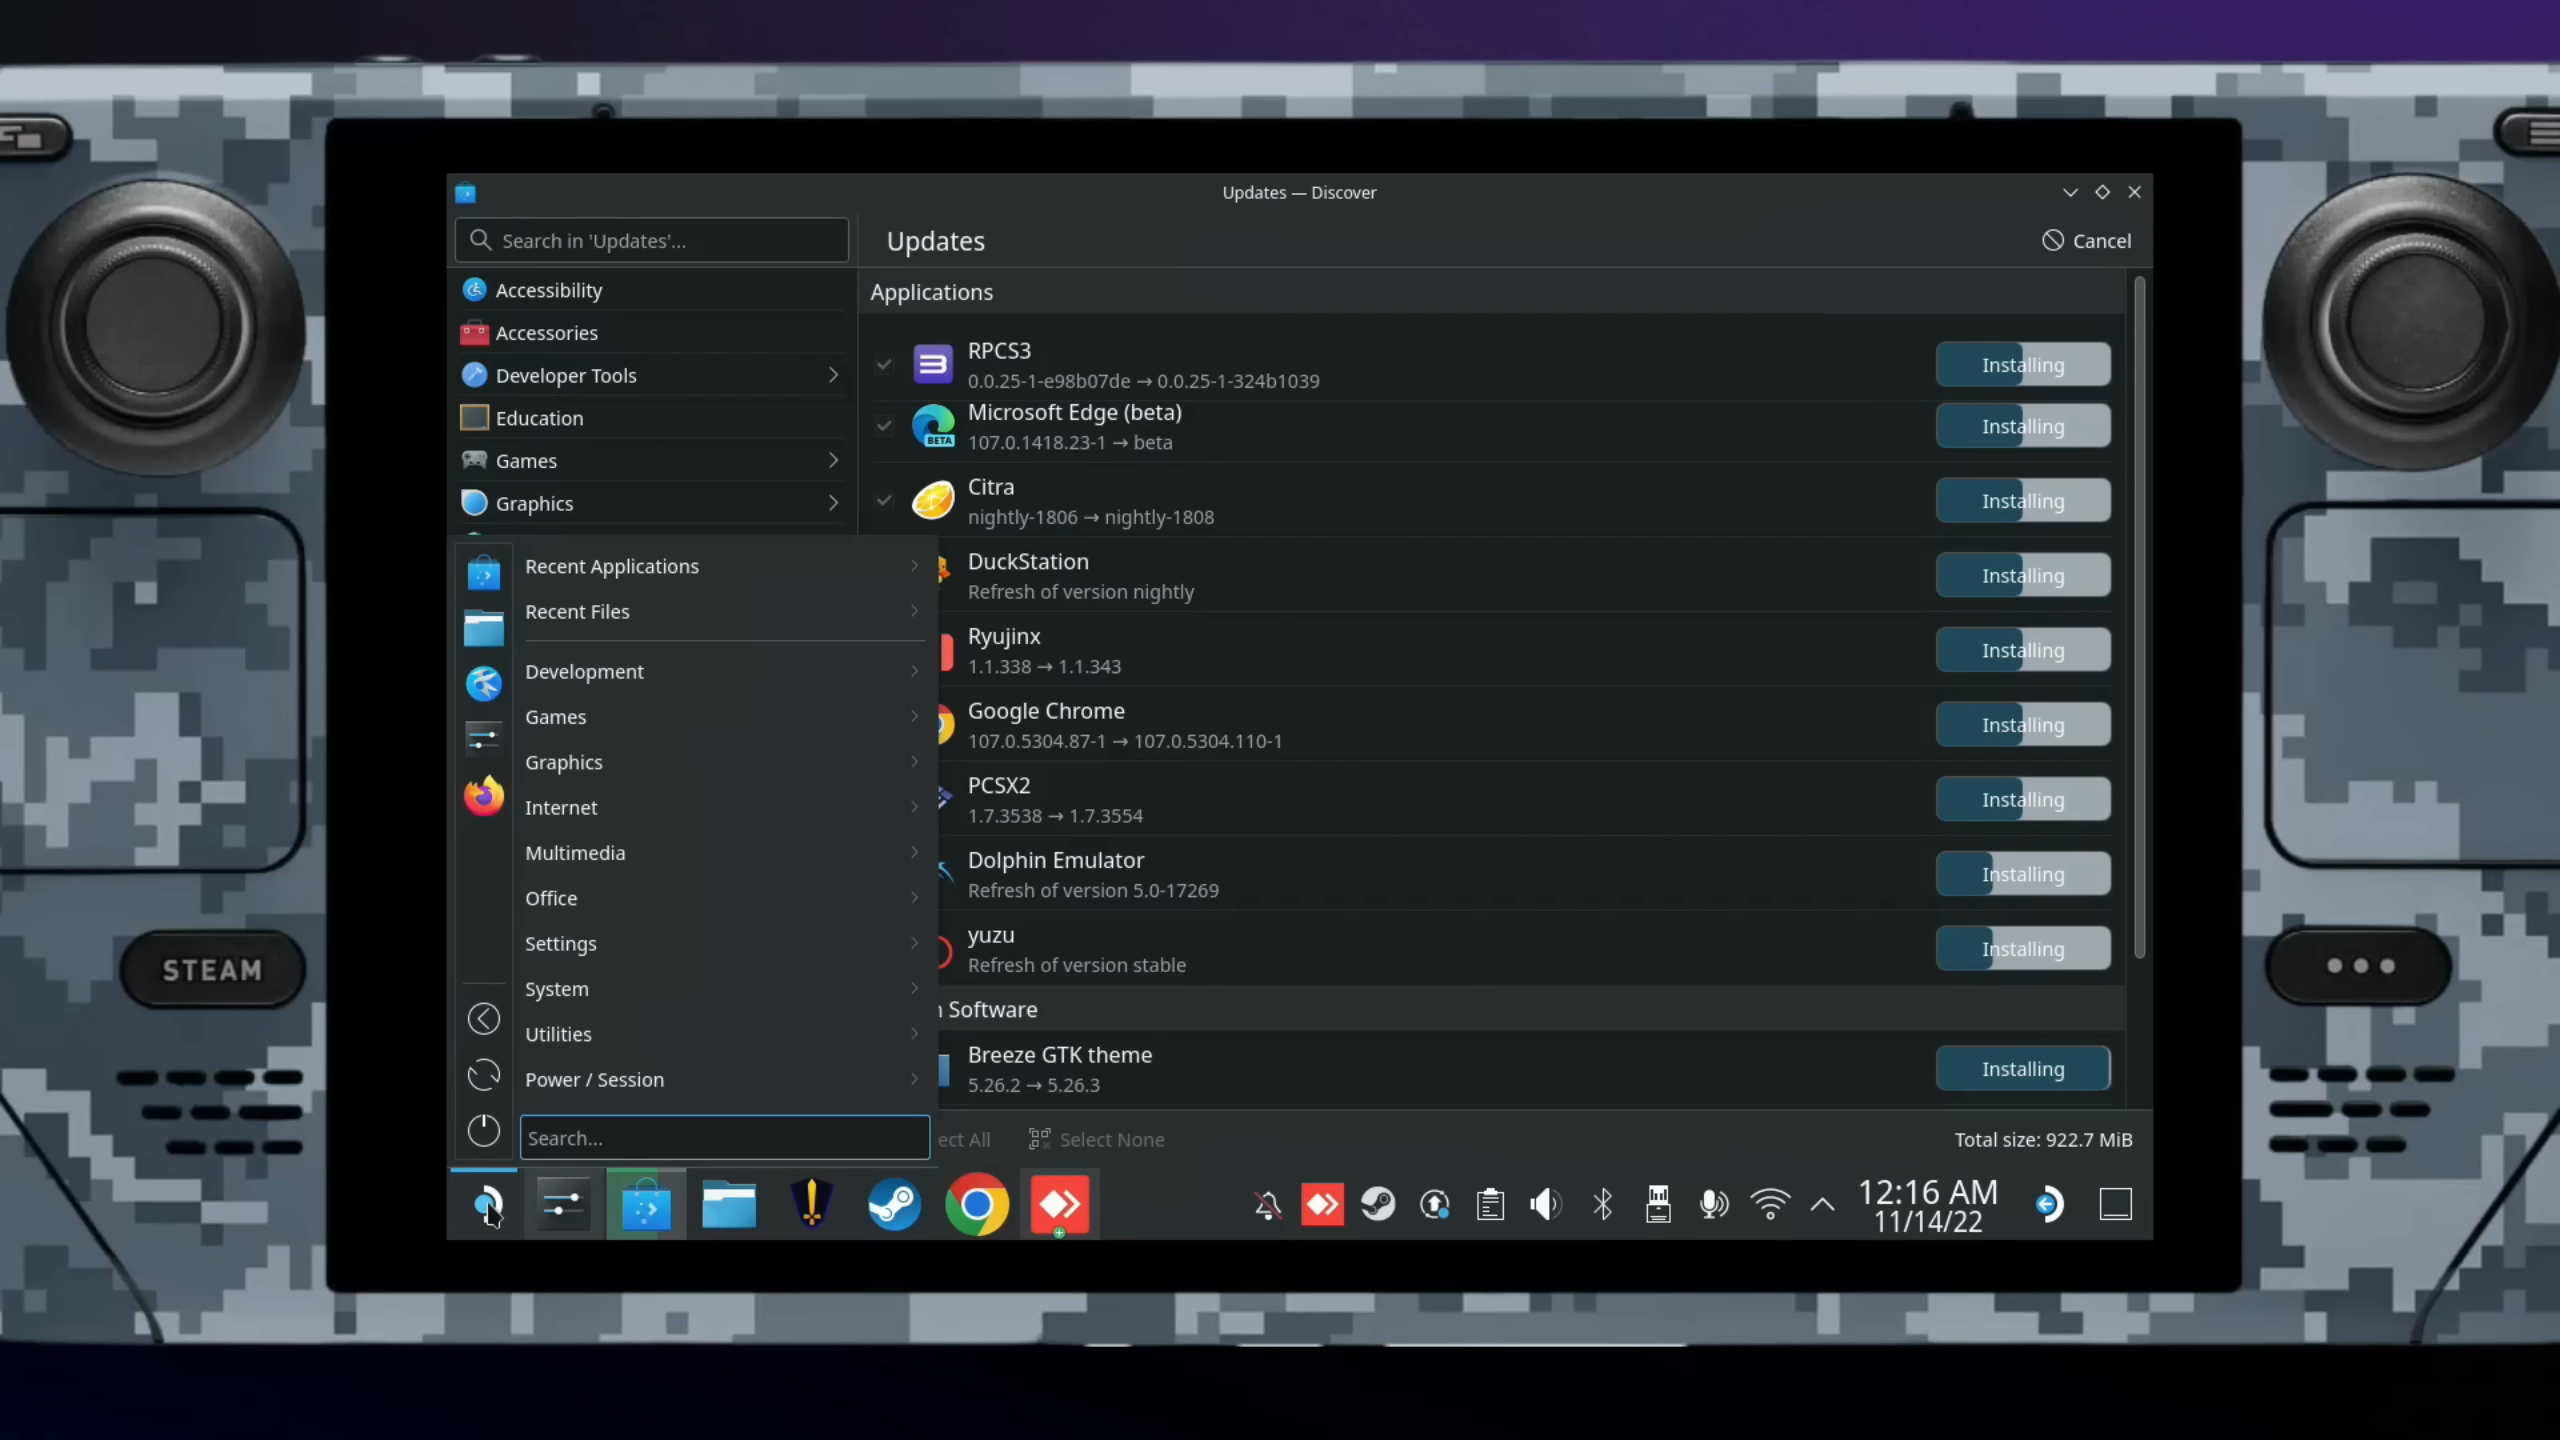 Updates — Discover
Search in 'Updates'...
Updates
Cancel
Accessibility
Accessories
Developer Tools
Education
Games
Graphics
Applications
RPCS3
0.0.25-1-e98b07de → 0.0.25-1-324b1039
Installing
Microsoft Edge (beta)
107.0.1418.23-1 → beta
Installing
BETA
Citra
nightly-1806 → nightly-1808
Installing
DuckStation
Refresh of version nightly
Installing
Ryujinx
1.1.338 → 1.1.343
Installing
Google Chrome
107.0.5304.87-1 → 107.0.5304.110-1
Installing
PCSX2
1.7.3538 → 1.7.3554
Installing
Dolphin Emulator
Refresh of version 5.0-17269
Installing
yuzu
Refresh of version stable
Installing
Software
Breeze GTK theme
5.26.2 → 5.26.3
Installing
ect All
Select None
Total size: 922.7 MiB
Recent Applications
Recent Files
Development
Games
Graphics
Internet
Multimedia
Office
Settings
System
Utilities
Power / Session
Search...
12:16 AM
11/14/22
STEAM